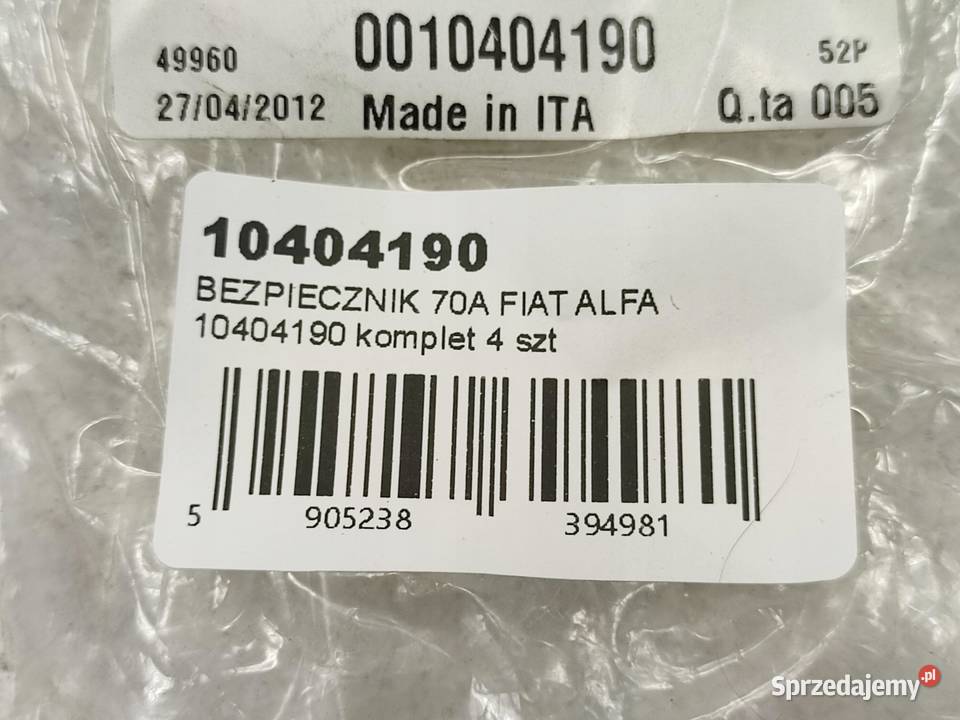 49960 0010404190 52P
27/04/2012 Made in ITA Q.ta 005
10404190
BEZPIECZNIK 70A FIAT ALFA
10404190 komplet 4 szt
5 905238 394981
Sprzedajemy.pl